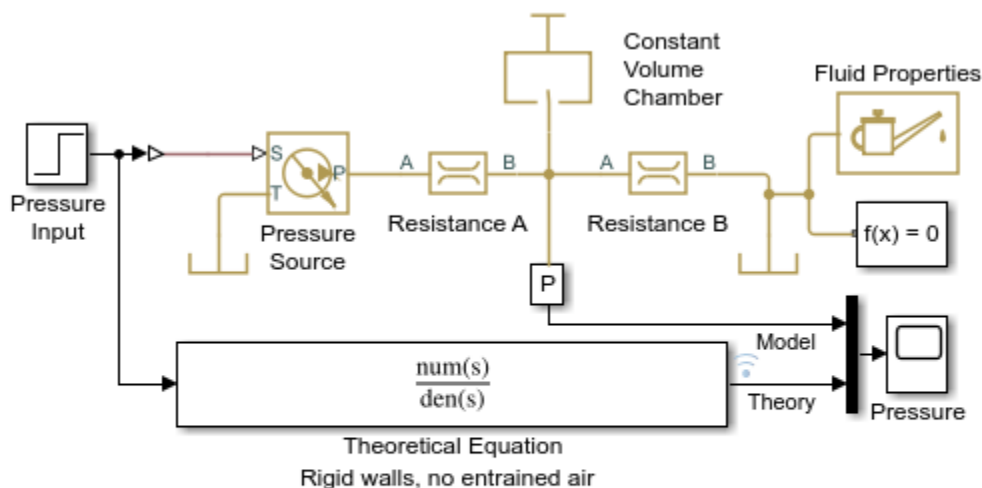 Constant
Volume
Chamber
Fluid Properties
S
P
T
A
B
A
B
Pressure
Input
Pressure
Source
Resistance A
Resistance B
f(x) = 0
P
Model
num(s)
den(s)
Theory
Pressure
Theoretical Equation
Rigid walls, no entrained air